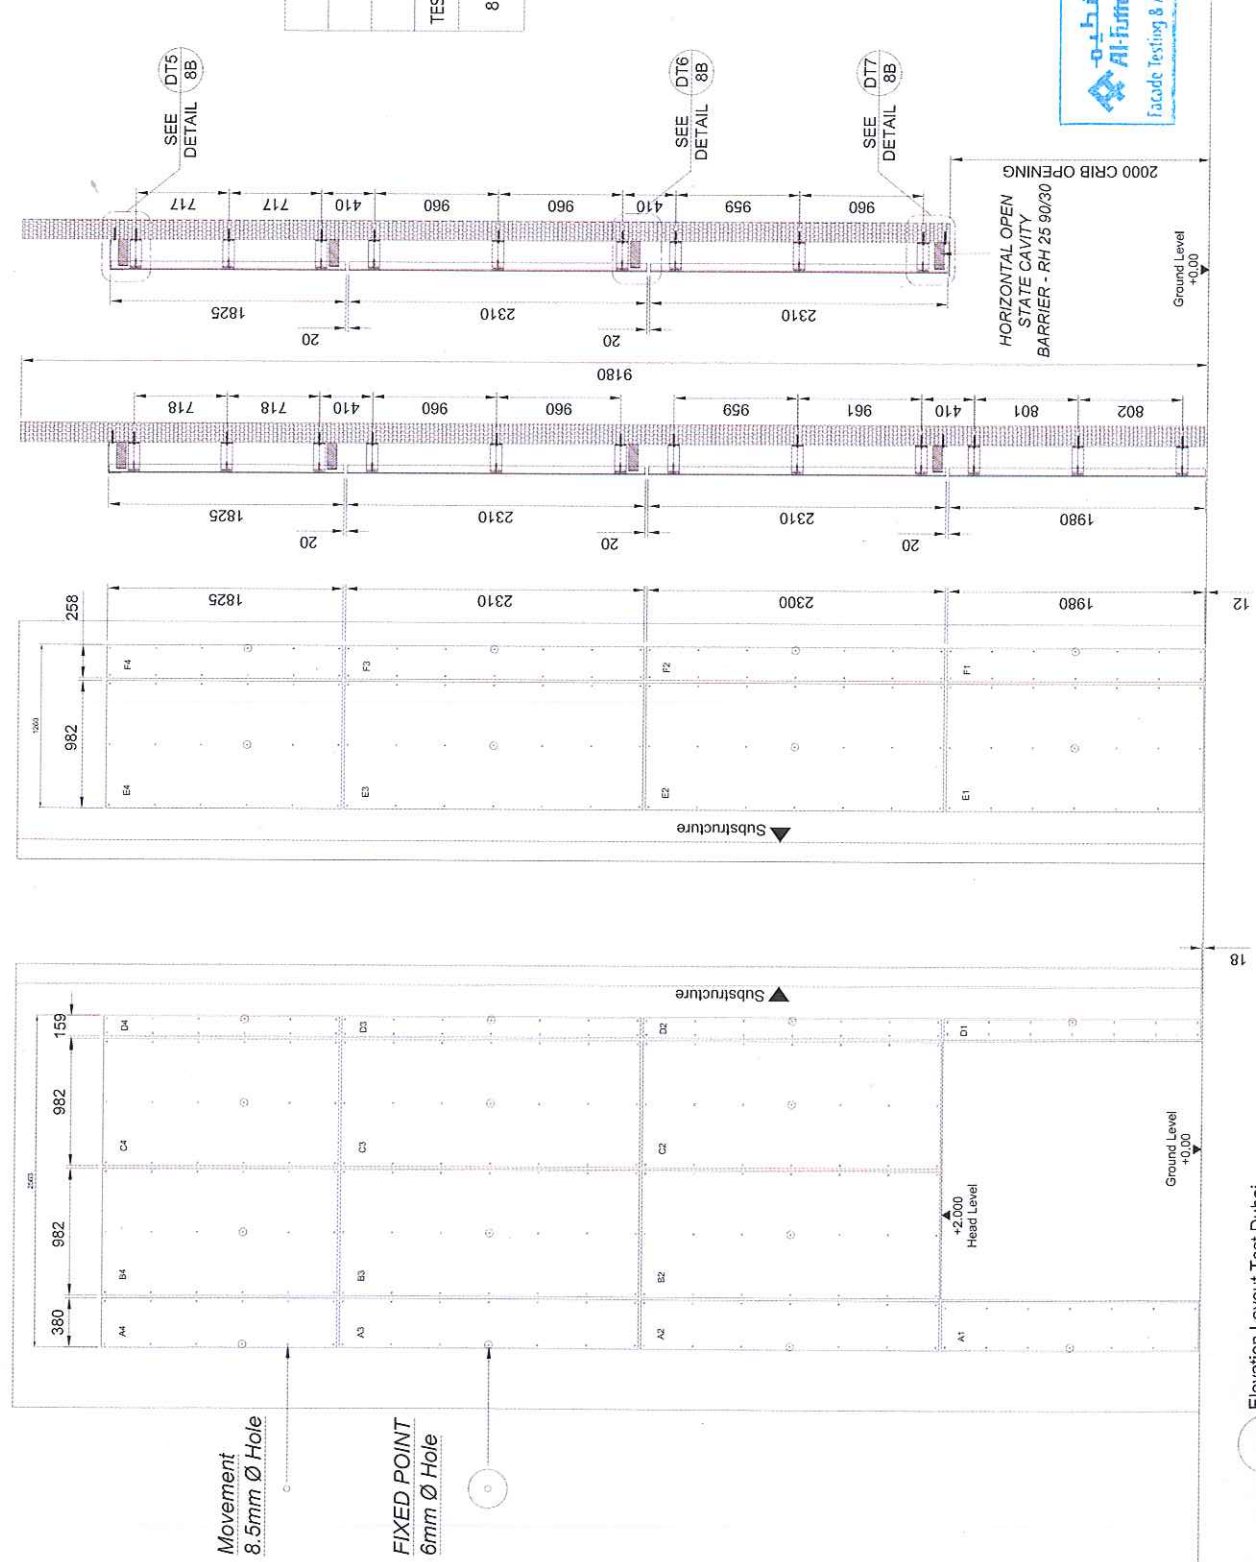 TES
8
SEE
DETAIL
DT5
8B
SEE
DETAIL
DT6
8B
SEE
DETAIL
DT7
8B
Al-Futt
Facade Testing &
717
717
410
960
960
410
959
960
2000 CRIB OPENING
1825
2310
2310
20
20
HORIZONTAL OPEN
STATE CAVITY
BARRIER - RH 25 90/30
Ground Level
+0.00
9180
718
718
410
960
960
959
961
410
801
802
1825
2310
2310
1980
20
20
20
258
982
1260
1825
2310
2300
1980
12
F4
F3
F2
F1
E4
E3
E2
E1
Substructure
18
Substructure
159
982
982
380
D4
D3
D2
D1
C4
C3
C2
B4
B3
B2
A4
A3
A2
A1
+2.000
Head Level
Ground Level
+0.00
Movement
8.5mm Ø Hole
FIXED POINT
6mm Ø Hole
Elevation Layout Test Dubai